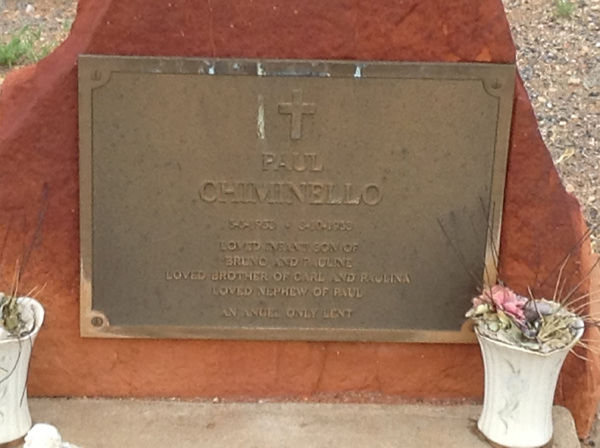 PAUL
CHIMINELLO
LOVED INFANT SON OF
BRUNO AND PAULINE
LOVED BROTHER OF CARL AND PAULINA
LOVED NEPHEW OF PAUL
AN ANGEL ONLY LENT